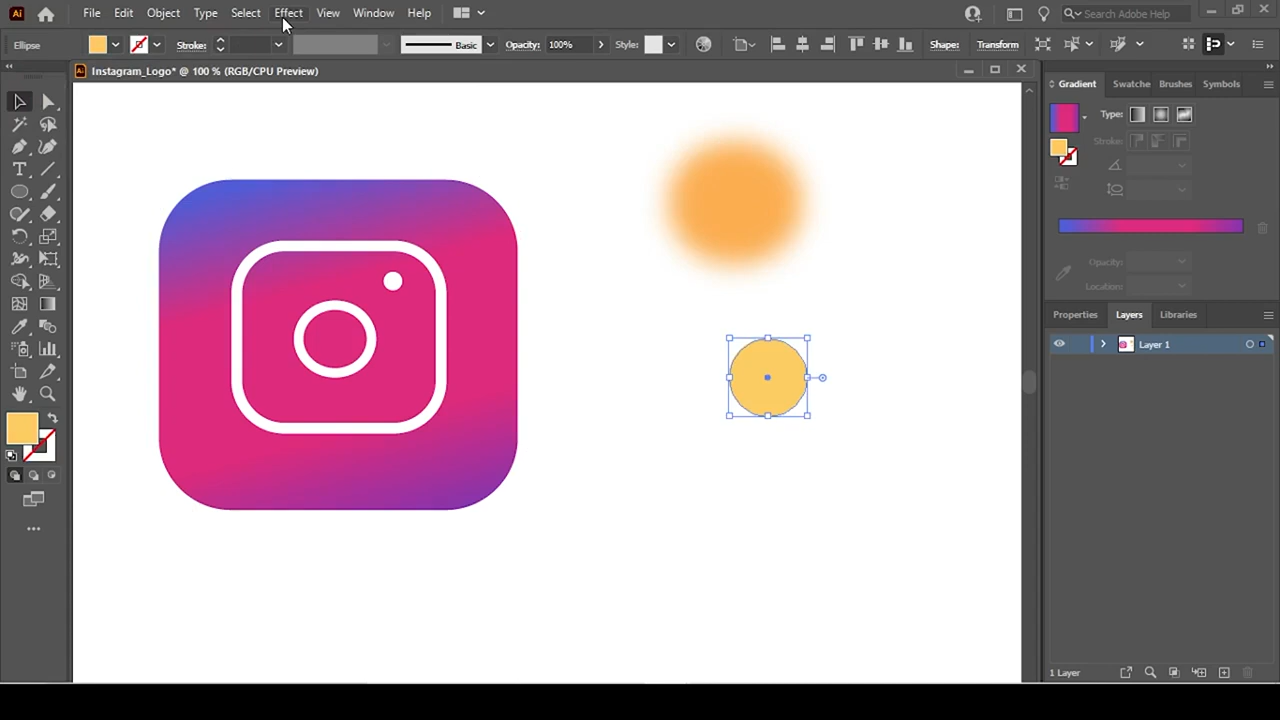 Ai File Edit Object Type Select Effect View Window Help Search Adobe Help
Ellipse Stroke: Basic Opacity: 100% Style: Shape: Transform
Ai Instagram_Logo* @ 100 % (RGB/CPU Preview)
Gradient Swatche Brushes Symbols
Type:
Stroke:
Opacity:
Location:
Properties Layers Libraries
Layer 1
1 Layer